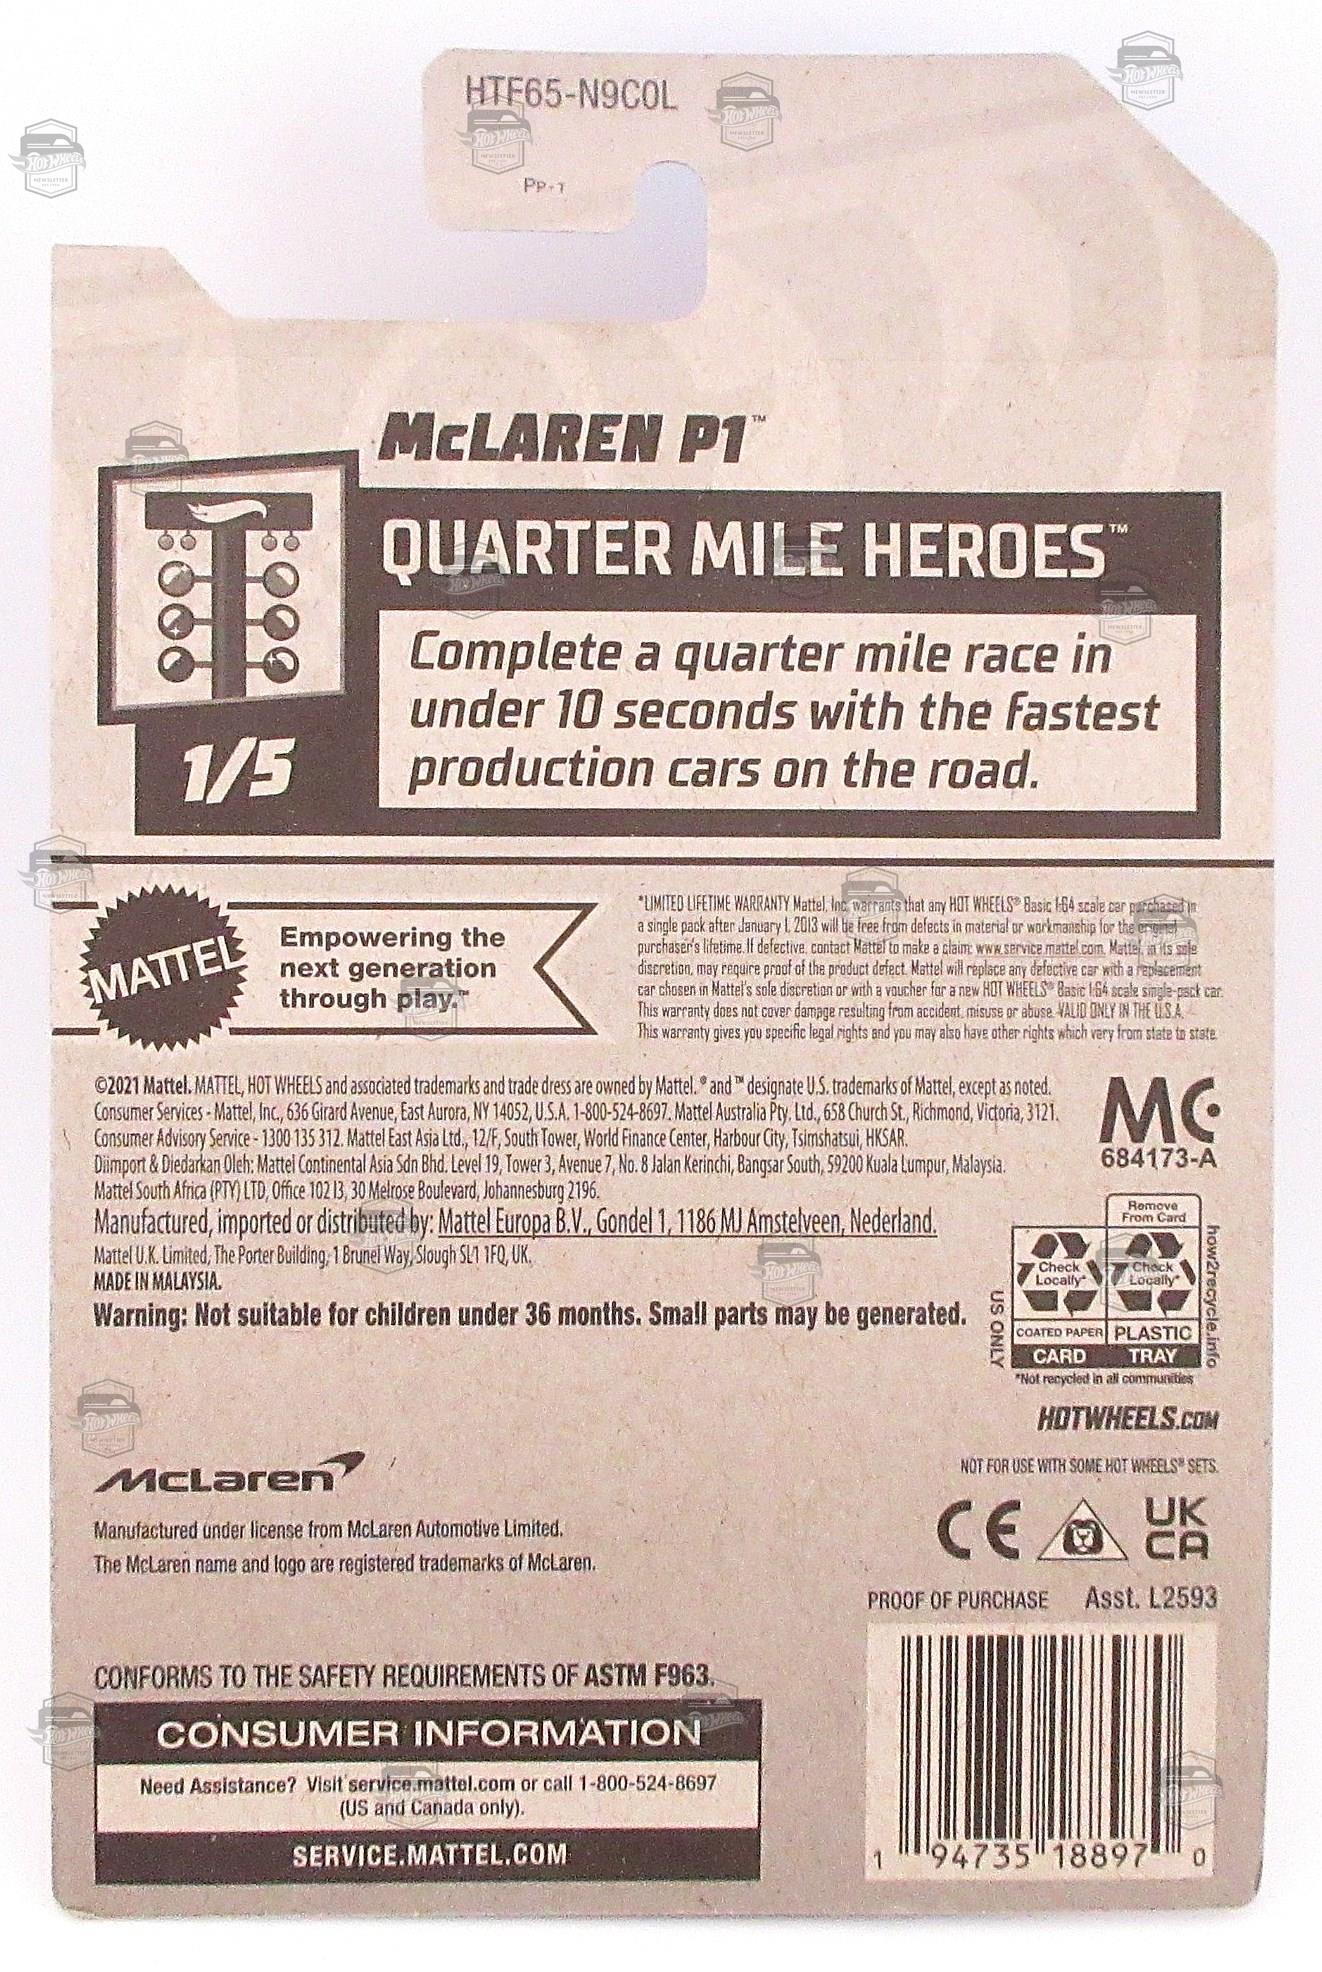 HTF65-N9C0L
PP-1
McLAREN P1™
QUARTER MILE HEROES™
Complete a quarter mile race in
under 10 seconds with the fastest
production cars on the road.
1/5
MATTEL
Empowering the
next generation
through play.™
*LIMITED LIFETIME WARRANTY Mattel, Inc. warrants that any HOT WHEELS® Basic 1:64 scale car purchased in
a single pack after January 1, 2013 will be free from defects in material or workmanship for the original
purchaser's lifetime. If defective, contact Mattel to make a claim: www.service.mattel.com. Mattel, in its sole
discretion, may require proof of the product defect. Mattel will replace any defective car with a replacement
car chosen in Mattel's sole discretion or with a voucher for a new HOT WHEELS® Basic 1:64 scale single-pack car.
This warranty does not cover damage resulting from accident, misuse or abuse. VALID ONLY IN THE U.S.A.
This warranty gives you specific legal rights and you may also have other rights which vary from state to state.
©2021 Mattel. MATTEL, HOT WHEELS and associated trademarks and trade dress are owned by Mattel. ® and ™ designate U.S. trademarks of Mattel, except as noted.
Consumer Services - Mattel, Inc., 636 Girard Avenue, East Aurora, NY 14052, U.S.A. 1-800-524-8697. Mattel Australia Pty. Ltd., 658 Church St., Richmond, Victoria, 3121.
Consumer Advisory Service - 1300 135 312. Mattel East Asia Ltd., 12/F, South Tower, World Finance Center, Harbour City, Tsimshatsui, HKSAR.
Diimport & Diedarkan Oleh: Mattel Continental Asia Sdn Bhd. Level 19, Tower 3, Avenue 7, No. 8 Jalan Kerinchi, Bangsar South, 59200 Kuala Lumpur, Malaysia.
Mattel South Africa (PTY) LTD, Office 102 I3, 30 Melrose Boulevard, Johannesburg 2196.
Manufactured, imported or distributed by: Mattel Europa B.V., Gondel 1, 1186 MJ Amstelveen, Nederland.
Mattel U.K. Limited, The Porter Building, 1 Brunel Way, Slough SL1 1FQ, UK.
MADE IN MALAYSIA.
Warning: Not suitable for children under 36 months. Small parts may be generated.
MC
684173-A
Remove
From Card
Check
Locally*
Check
Locally*
COATED PAPER
PLASTIC
CARD
TRAY
US ONLY
how2recycle.info
*Not recycled in all communities
HOTWHEELS.COM
NOT FOR USE WITH SOME HOT WHEELS® SETS.
McLaren
Manufactured under license from McLaren Automotive Limited.
The McLaren name and logo are registered trademarks of McLaren.
CE
UK
CA
PROOF OF PURCHASE Asst. L2593
CONFORMS TO THE SAFETY REQUIREMENTS OF ASTM F963.
CONSUMER INFORMATION
Need Assistance? Visit service.mattel.com or call 1-800-524-8697
(US and Canada only).
SERVICE.MATTEL.COM
1 94735 18897 0
Hot Wheels
NEWSLETTER